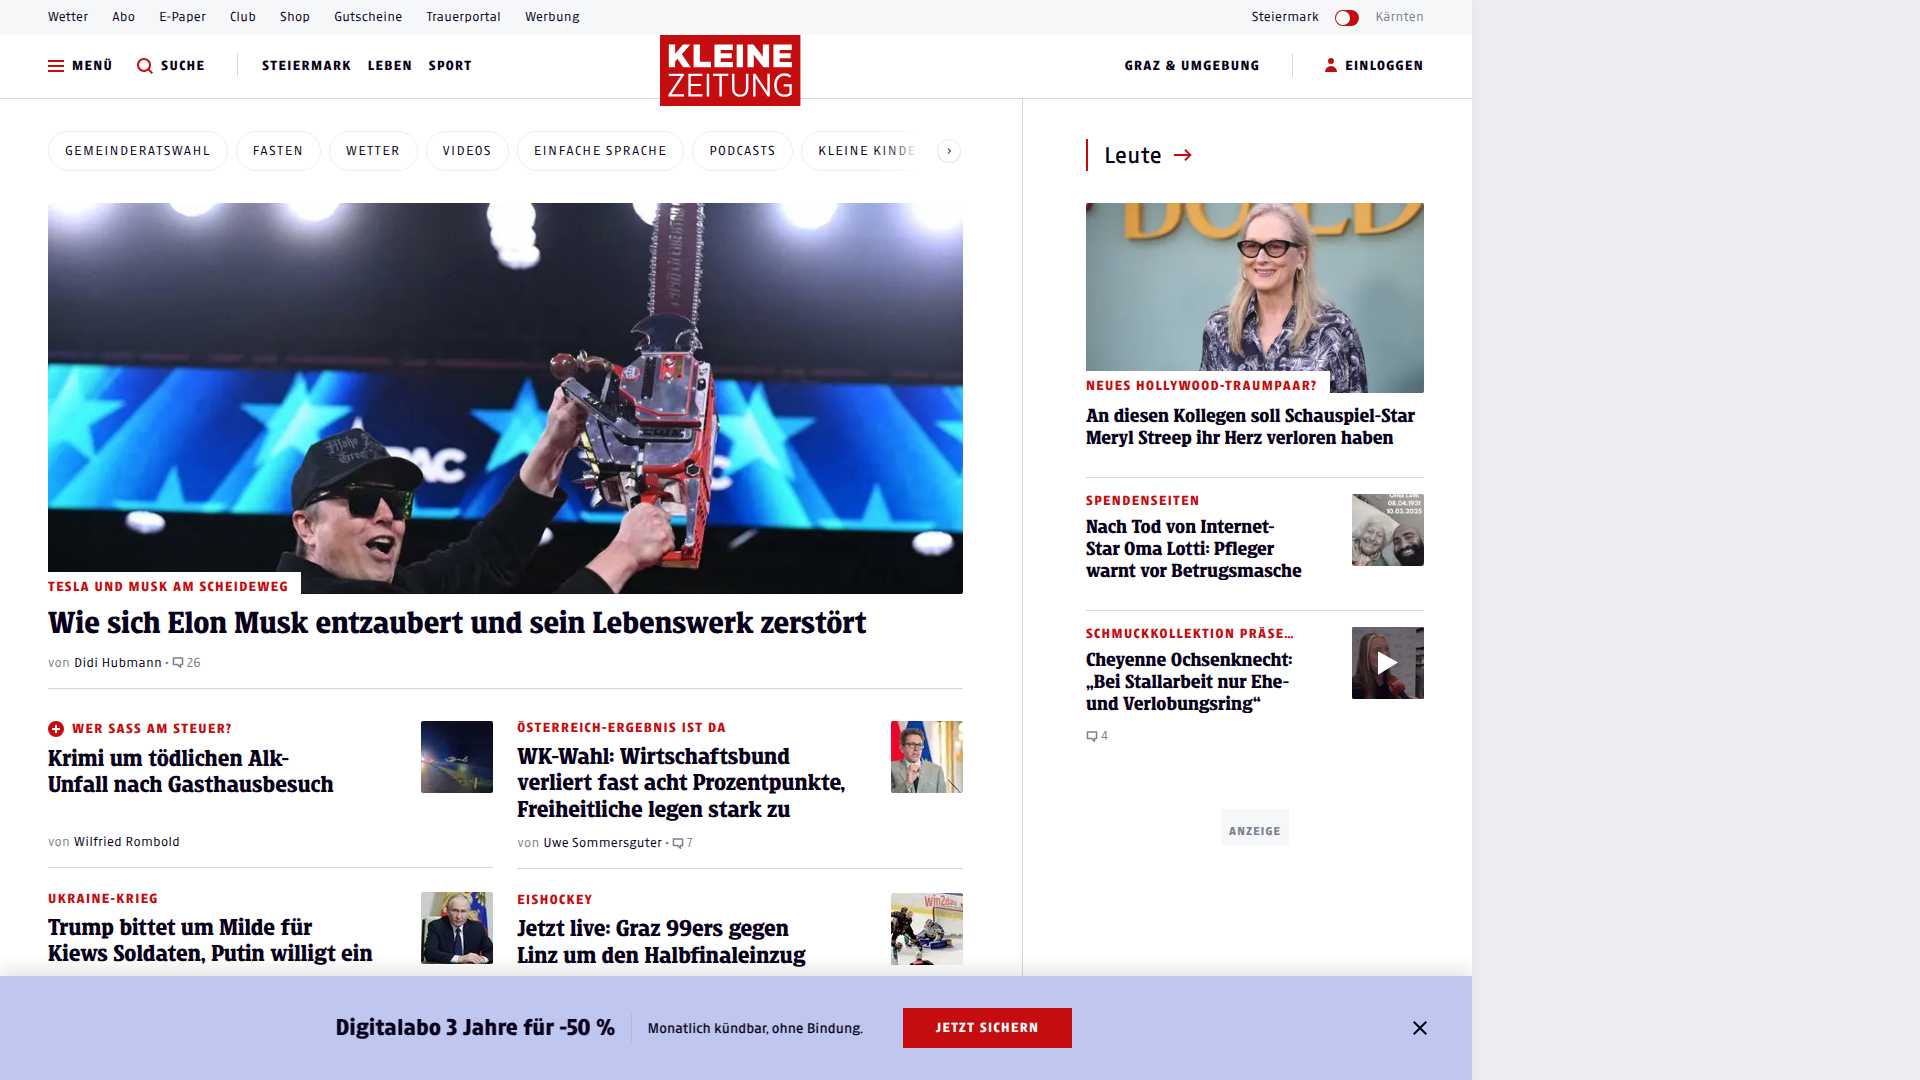 Wetter Abo E-Paper Club Shop Gutscheine Trauerportal Werbung Steiermark Kärnten
MENÜ SUCHE STEIERMARK LEBEN SPORT KLEINE ZEITUNG GRAZ & UMGEBUNG EINLOGGEN
GEMEINDERATSWAHL FASTEN WETTER VIDEOS EINFACHE SPRACHE PODCASTS KLEINE KINDE
TESLA UND MUSK AM SCHEIDEWEG
Wie sich Elon Musk entzaubert und sein Lebenswerk zerstört
von Didi Hubmann • 26
WER SASS AM STEUER?
Krimi um tödlichen Alk-
Unfall nach Gasthausbesuch
von Wilfried Rombold
ÖSTERREICH-ERGEBNIS IST DA
WK-Wahl: Wirtschaftsbund
verliert fast acht Prozentpunkte,
Freiheitliche legen stark zu
von Uwe Sommersguter • 7
UKRAINE-KRIEG
Trump bittet um Milde für
Kiews Soldaten, Putin willigt ein
EISHOCKEY
Jetzt live: Graz 99ers gegen
Linz um den Halbfinaleinzug
Win2day
Leute
NEUES HOLLYWOOD-TRAUMPAAR?
An diesen Kollegen soll Schauspiel-Star
Meryl Streep ihr Herz verloren haben
SPENDENSEITEN
Nach Tod von Internet-
Star Oma Lotti: Pfleger
warnt vor Betrugsmasche
08.04.1931
10.03.2025
SCHMUCKKOLLEKTION PRÄSE...
Cheyenne Ochsenknecht:
„Bei Stallarbeit nur Ehe-
und Verlobungsring“
4
ANZEIGE
Digitalabo 3 Jahre für -50 %
Monatlich kündbar, ohne Bindung.
JETZT SICHERN